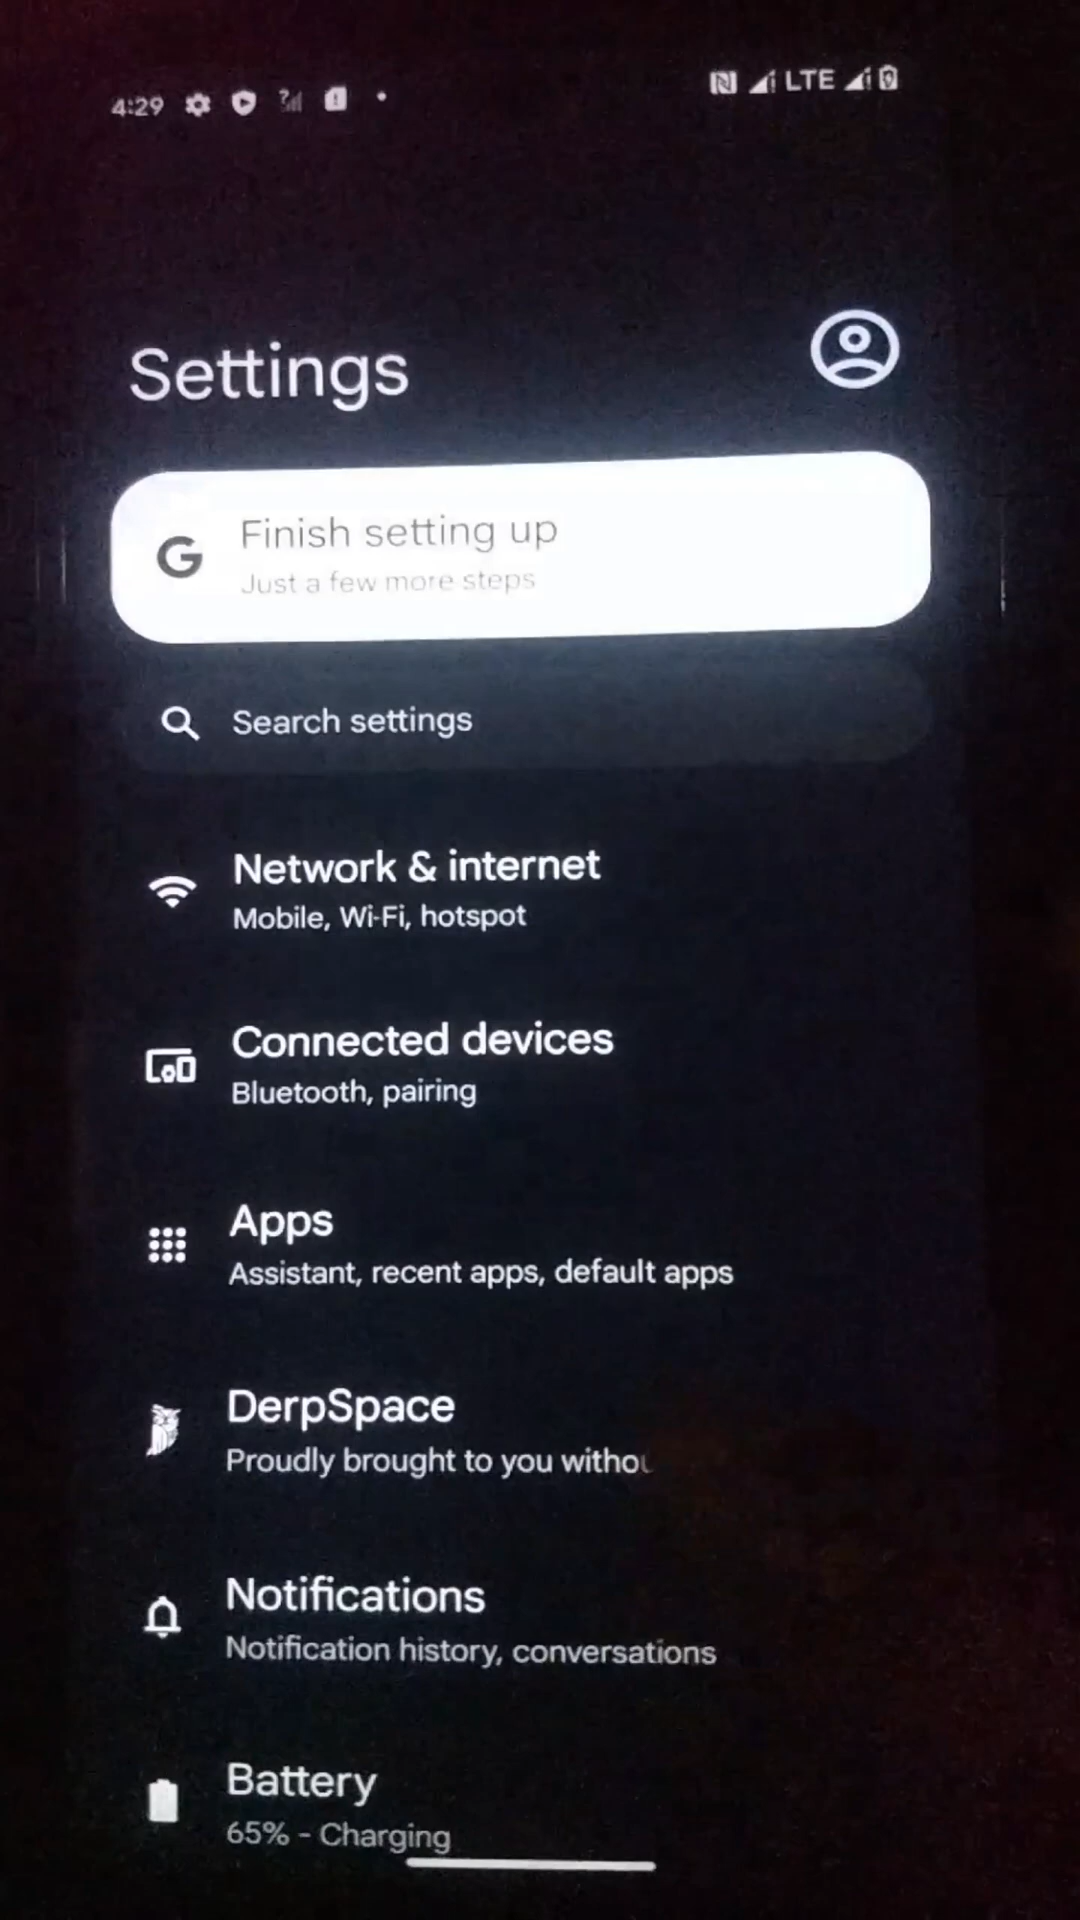 4:29 LTE
Settings
Finish setting up
Just a few more steps
Search settings
Network & internet
Mobile, Wi-Fi, hotspot
Connected devices
Bluetooth, pairing
Apps
Assistant, recent apps, default apps
DerpSpace
Proudly brought to you withou
Notifications
Notification history, conversations
Battery
65% - Charging